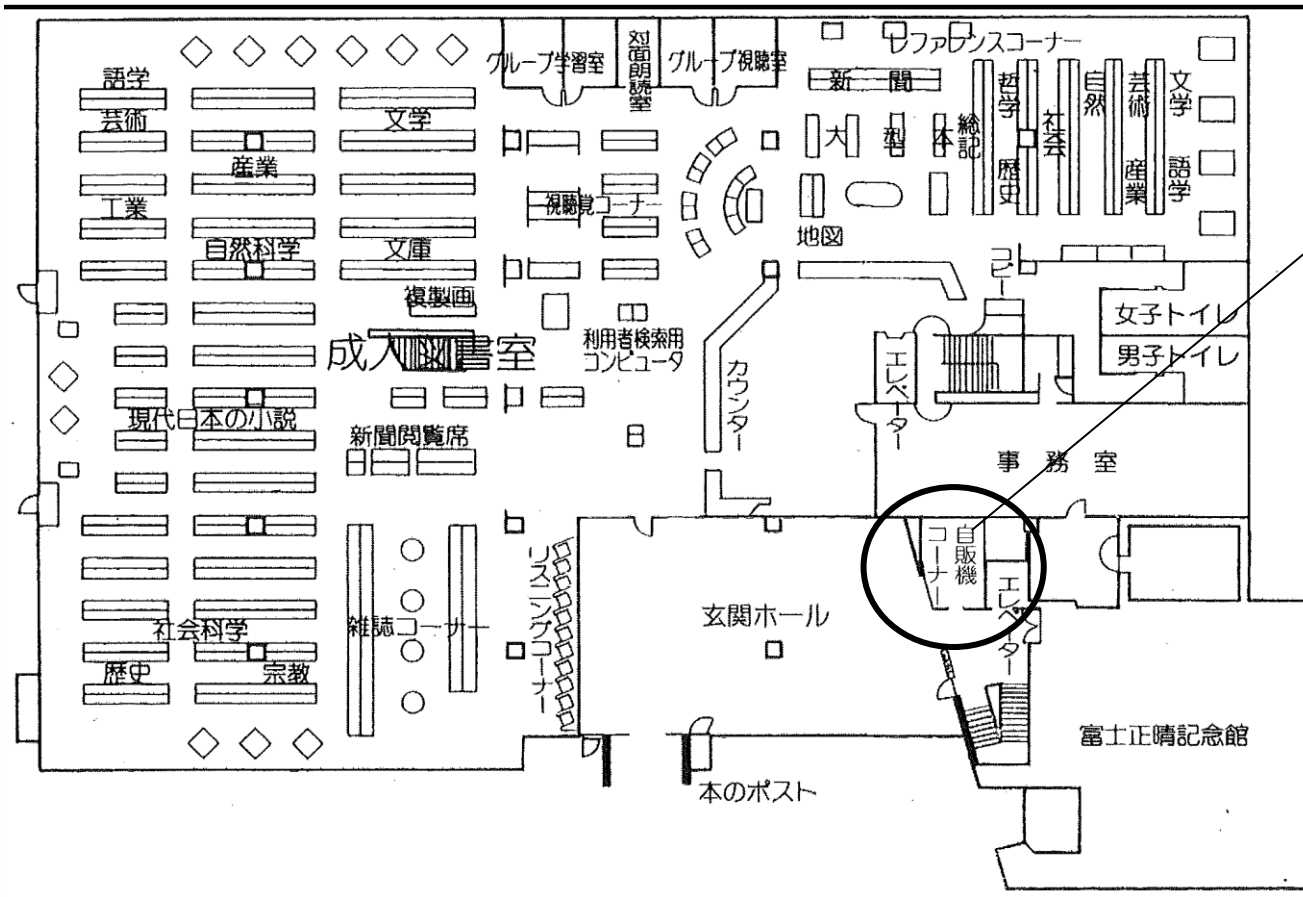 レファレンスコーナー
グループ学習室
対面朗読室
グループ視聴室
新聞
哲学
自然
芸術
文学
語学
芸術
文学
大型本
総記
社会
産業
歴史
産業
語学
工業
視聴覚コーナー
地図
自然科学
文庫
コピー
複製画
女子トイレ
成人図書室
利用者検索用
コンピュータ
男子トイレ
カウンター
エレベーター
現代日本の小説
新聞閲覧席
事務室
自販機
コーナー
リスニングコーナー
エレベーター
玄関ホール
社会科学
雑誌コーナー
歴史
宗教
富士正晴記念館
本のポスト